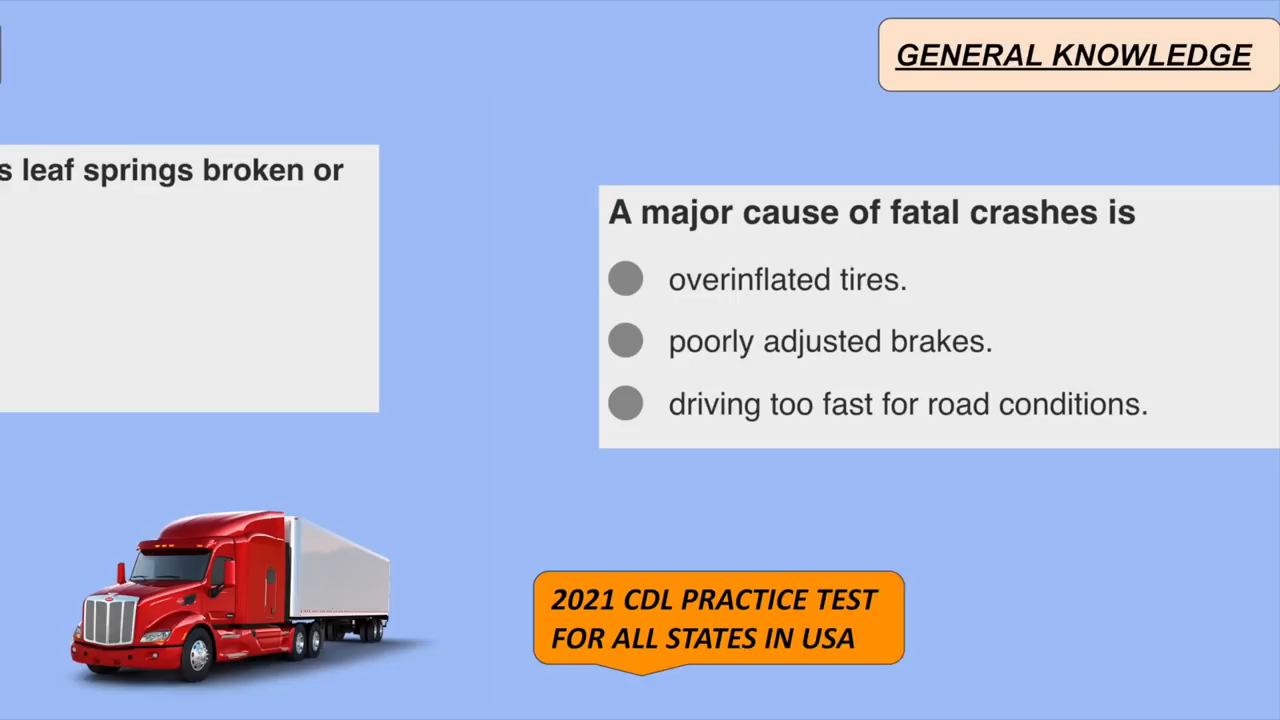 GENERAL KNOWLEDGE
s leaf springs broken or
A major cause of fatal crashes is
overinflated tires.
poorly adjusted brakes.
driving too fast for road conditions.
2021 CDL PRACTICE TEST
FOR ALL STATES IN USA